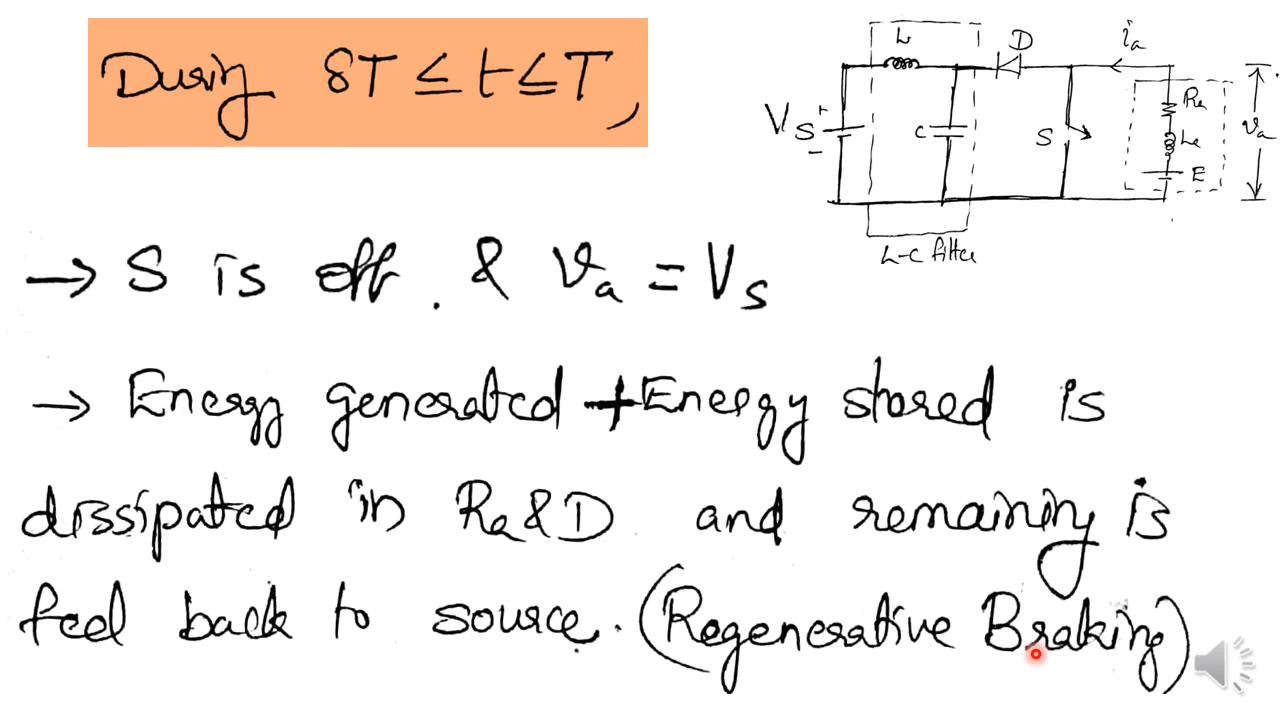 During δT ≤ t ≤ T,
L D ia
Vs + - C S Ra La E va
L-C filter
→ S is off. & va = Vs
→ Energy generated + Energy stored is
dissipated in Ra & D and remaining is
feed back to source. (Regenerative Braking)